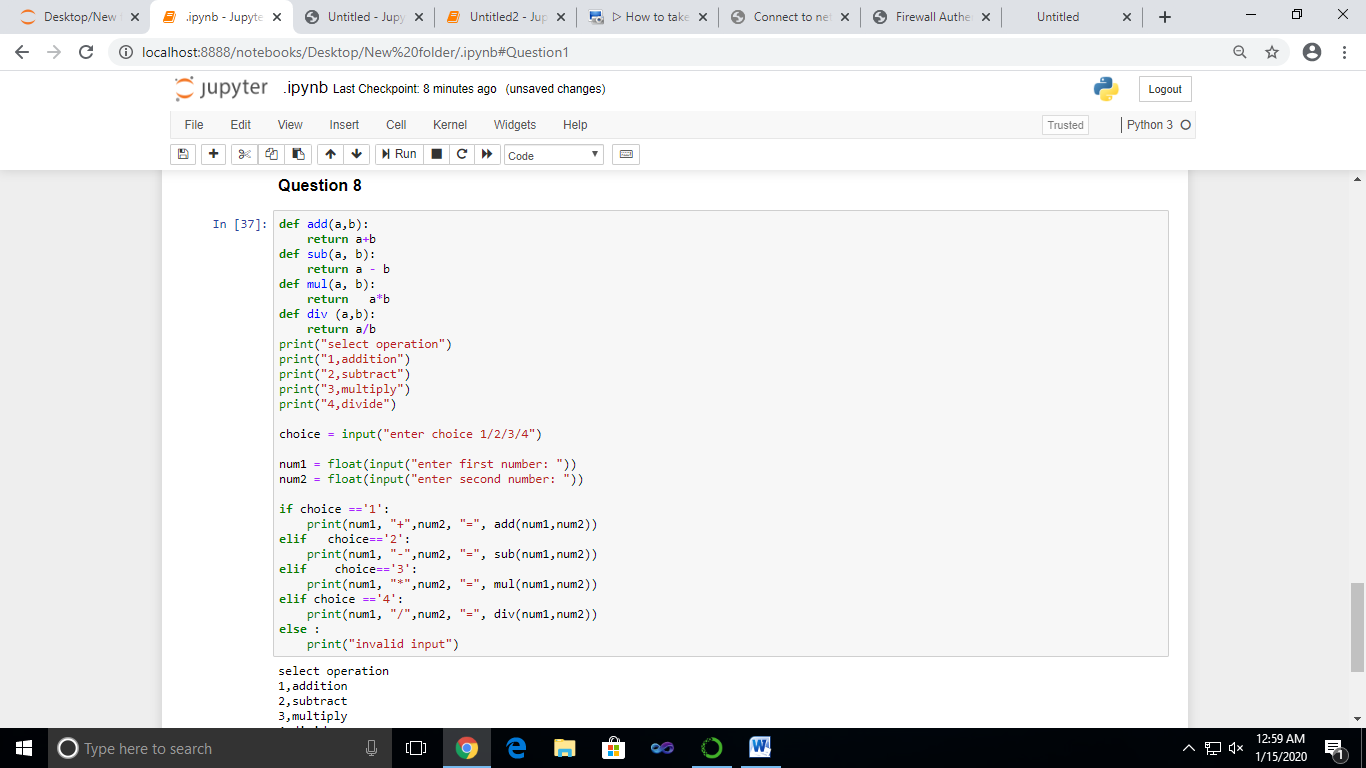 Desktop/New
.ipynb - Jupyte
Untitled - Jupy
Untitled2 - Jup
▷ How to take
Connect to net
Firewall Authe
Untitled
localhost:8888/notebooks/Desktop/New%20folder/.ipynb#Question1
jupyter .ipynb Last Checkpoint: 8 minutes ago (unsaved changes)
Logout
File Edit View Insert Cell Kernel Widgets Help
Trusted
Python 3
Run
Code
Question 8
In [37]:
def add(a,b):
    return a+b
def sub(a, b):
    return a - b
def mul(a, b):
    return   a*b
def div (a,b):
    return a/b
print("select operation")
print("1,addition")
print("2,subtract")
print("3,multiply")
print("4,divide")

choice = input("enter choice 1/2/3/4")

num1 = float(input("enter first number: "))
num2 = float(input("enter second number: "))

if choice =='1':
    print(num1, "+",num2, "=", add(num1,num2))
elif   choice=='2':
    print(num1, "-",num2, "=", sub(num1,num2))
elif    choice=='3':
    print(num1, "*",num2, "=", mul(num1,num2))
elif choice =='4':
    print(num1, "/",num2, "=", div(num1,num2))
else :
    print("invalid input")
select operation
1,addition
2,subtract
3,multiply
Type here to search
12:59 AM
1/15/2020
1